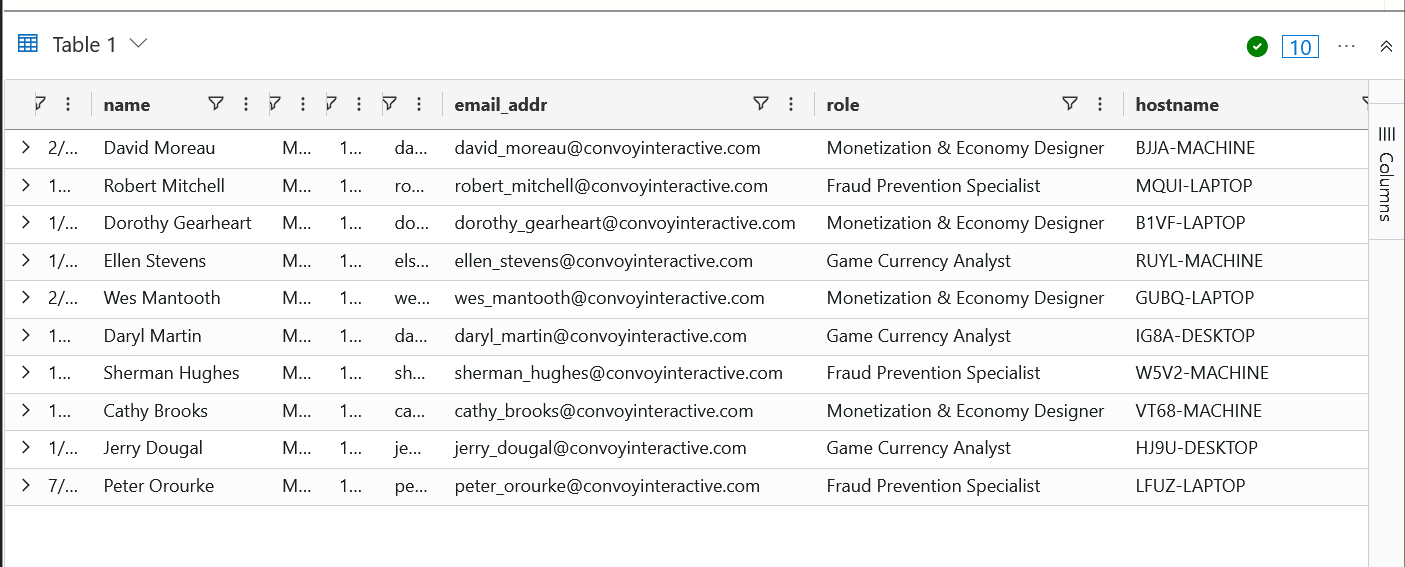 Table 1 10 ...
name email_addr role hostname
2/... David Moreau M... 1... da... david_moreau@convoyinteractive.com Monetization & Economy Designer BJJA-MACHINE
1... Robert Mitchell M... 1... ro... robert_mitchell@convoyinteractive.com Fraud Prevention Specialist MQUI-LAPTOP
1/... Dorothy Gearheart M... 1... do... dorothy_gearheart@convoyinteractive.com Monetization & Economy Designer B1VF-LAPTOP
1/... Ellen Stevens M... 1... els... ellen_stevens@convoyinteractive.com Game Currency Analyst RUYL-MACHINE
2/... Wes Mantooth M... 1... we... wes_mantooth@convoyinteractive.com Monetization & Economy Designer GUBQ-LAPTOP
1... Daryl Martin M... 1... da... daryl_martin@convoyinteractive.com Game Currency Analyst IG8A-DESKTOP
1... Sherman Hughes M... 1... sh... sherman_hughes@convoyinteractive.com Fraud Prevention Specialist W5V2-MACHINE
1... Cathy Brooks M... 1... ca... cathy_brooks@convoyinteractive.com Monetization & Economy Designer VT68-MACHINE
1/... Jerry Dougal M... 1... je... jerry_dougal@convoyinteractive.com Game Currency Analyst HJ9U-DESKTOP
7/... Peter Orourke M... 1... pe... peter_orourke@convoyinteractive.com Fraud Prevention Specialist LFUZ-LAPTOP
Columns